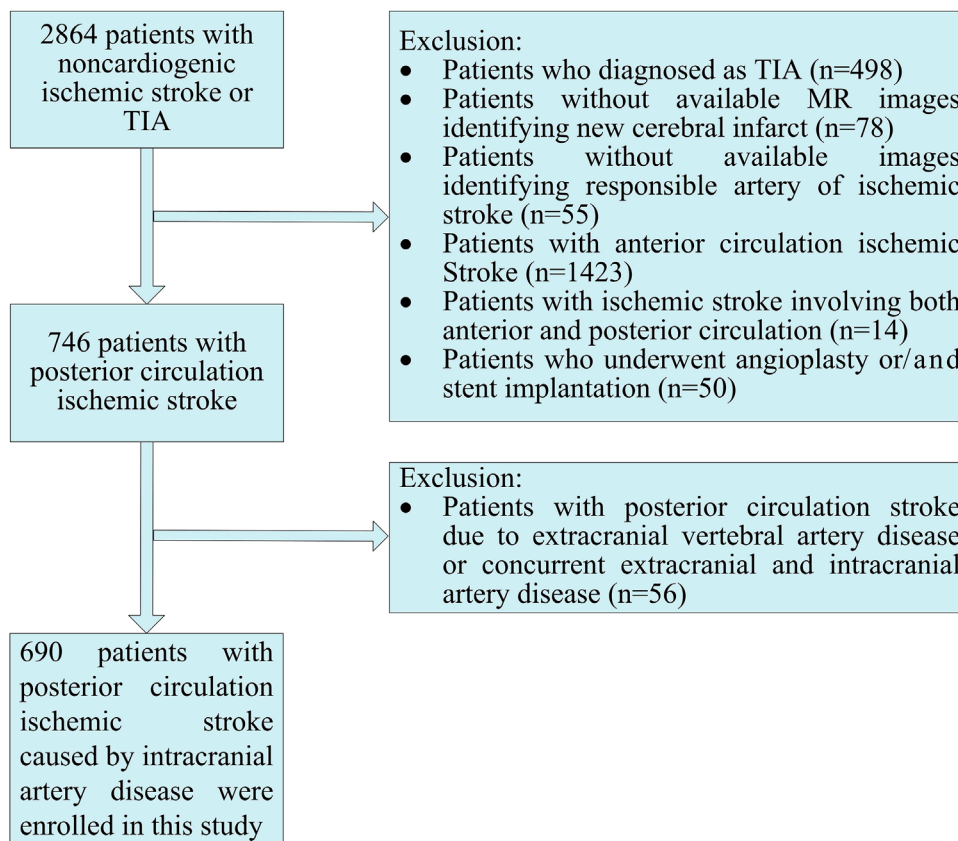 2864 patients with
noncardiogenic
ischemic stroke or
TIA
Exclusion:
• Patients who diagnosed as TIA (n=498)
• Patients without available MR images
identifying new cerebral infarct (n=78)
• Patients without available images
identifying responsible artery of ischemic
stroke (n=55)
• Patients with anterior circulation ischemic
Stroke (n=1423)
• Patients with ischemic stroke involving both
anterior and posterior circulation (n=14)
• Patients who underwent angioplasty or/and
stent implantation (n=50)
746 patients with
posterior circulation
ischemic stroke
Exclusion:
• Patients with posterior circulation stroke
due to extracranial vertebral artery disease
or concurrent extracranial and intracranial
artery disease (n=56)
690 patients with
posterior circulation
ischemic stroke
caused by intracranial
artery disease were
enrolled in this study